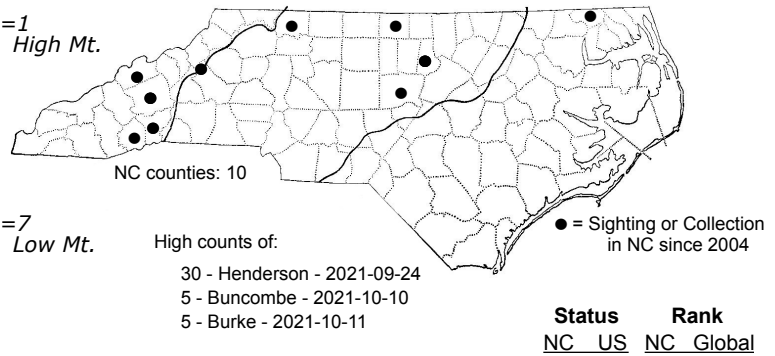 =1
High Mt.
NC counties: 10
=7
Low Mt.
High counts of:
30 - Henderson - 2021-09-24
5 - Buncombe - 2021-10-10
5 - Burke - 2021-10-11
● = Sighting or Collection
in NC since 2004
Status Rank
NC US NC Global